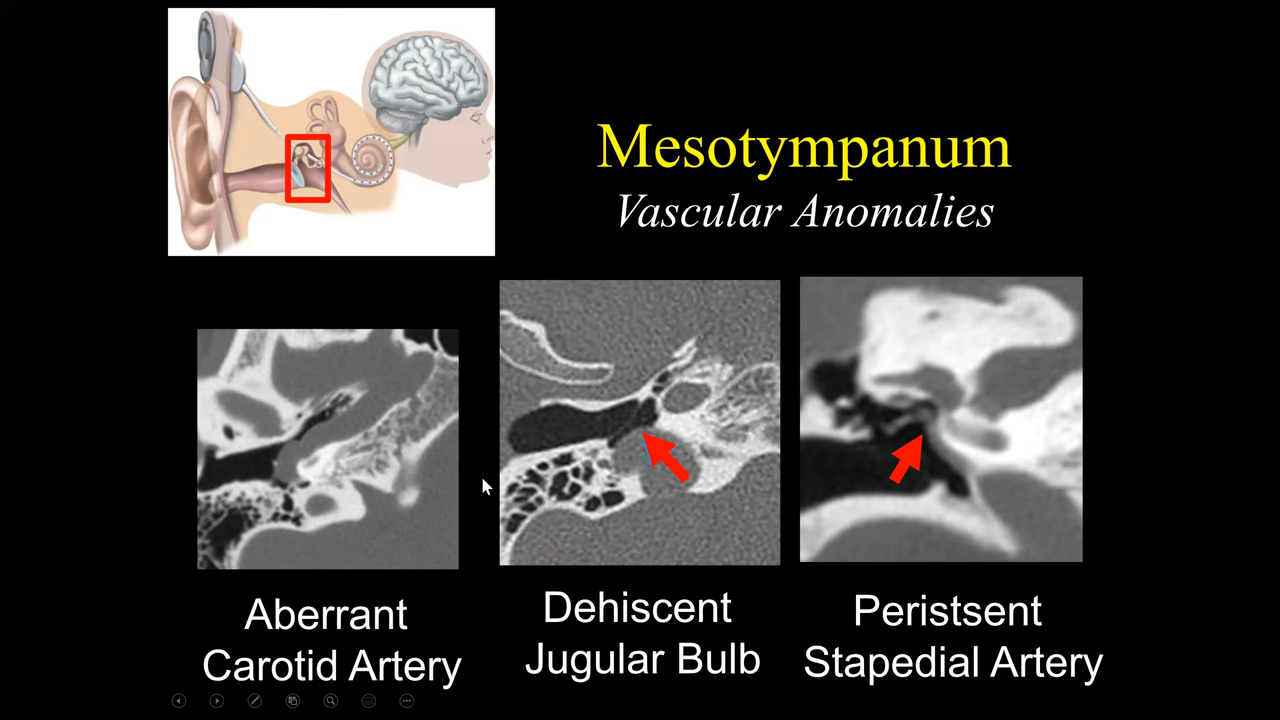 Mesotympanum
Vascular Anomalies
Aberrant
Carotid Artery
Dehiscent
Jugular Bulb
Peristsent
Stapedial Artery